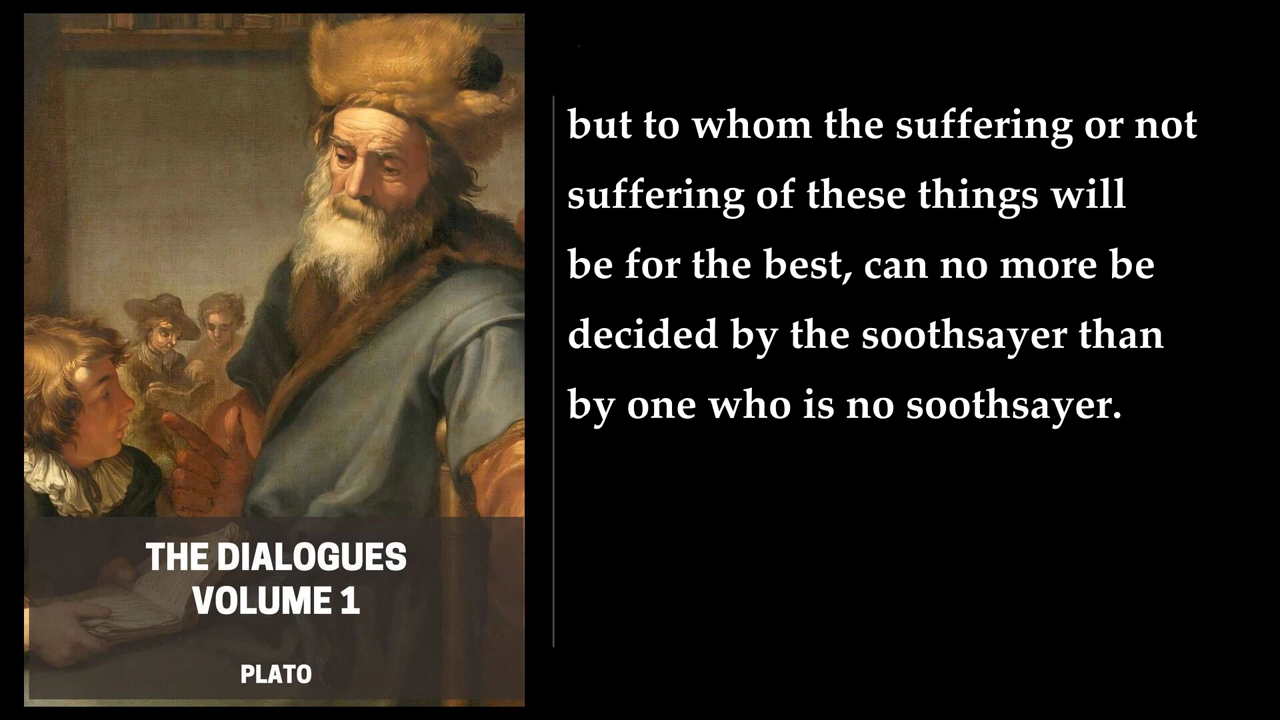 but to whom the suffering or not
suffering of these things will
be for the best, can no more be
decided by the soothsayer than
by one who is no soothsayer.
THE DIALOGUES
VOLUME 1
PLATO